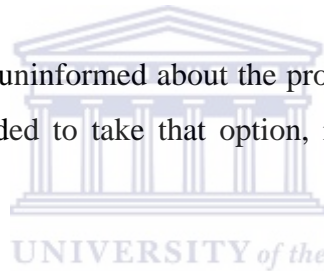 uninformed about the pro
ded to take that option,
UNIVERSITY of the